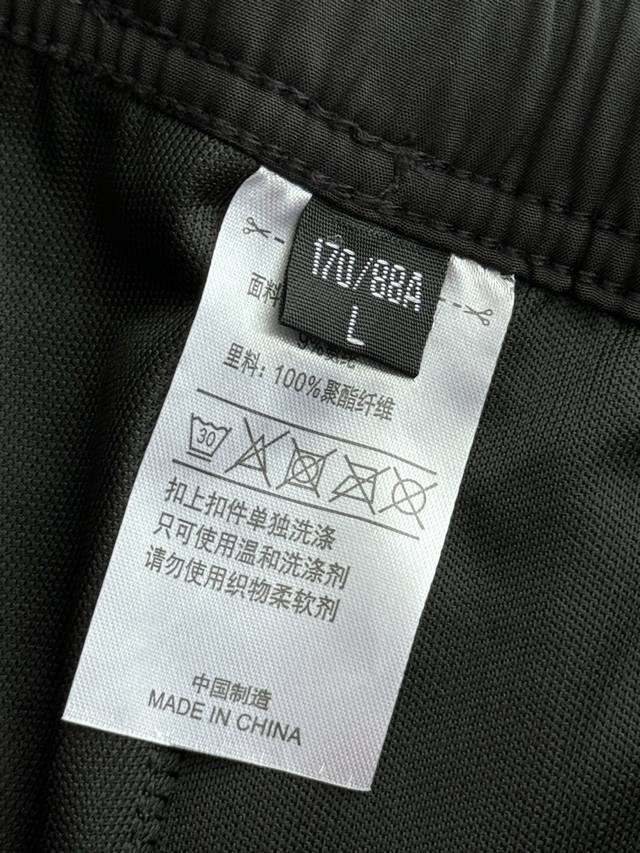 170/88A
L
面料
里料：100%聚酯纤维
30
扣上扣件单独洗涤
只可使用温和洗涤剂
请勿使用织物柔软剂
中国制造
MADE IN CHINA